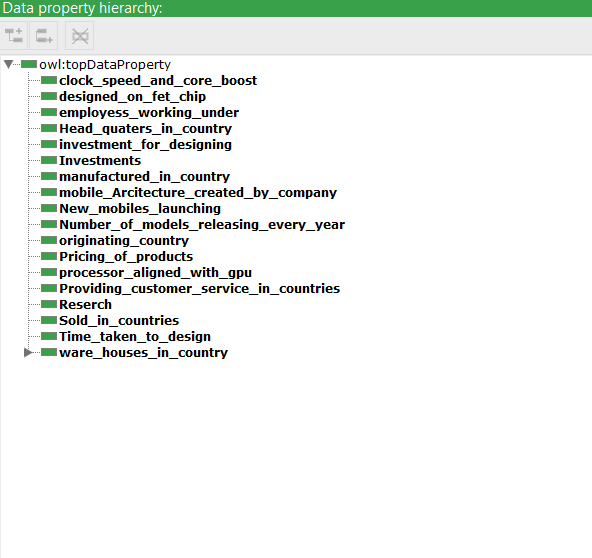 Data property hierarchy:
owl:topDataProperty
clock_speed_and_core_boost
designed_on_fet_chip
employess_working_under
Head_quaters_in_country
investment_for_designing
Investments
manufactured_in_country
mobile_Arcitecture_created_by_company
New_mobiles_launching
Number_of_models_releasing_every_year
originating_country
Pricing_of_products
processor_aligned_with_gpu
Providing_customer_service_in_countries
Reserch
Sold_in_countries
Time_taken_to_design
ware_houses_in_country